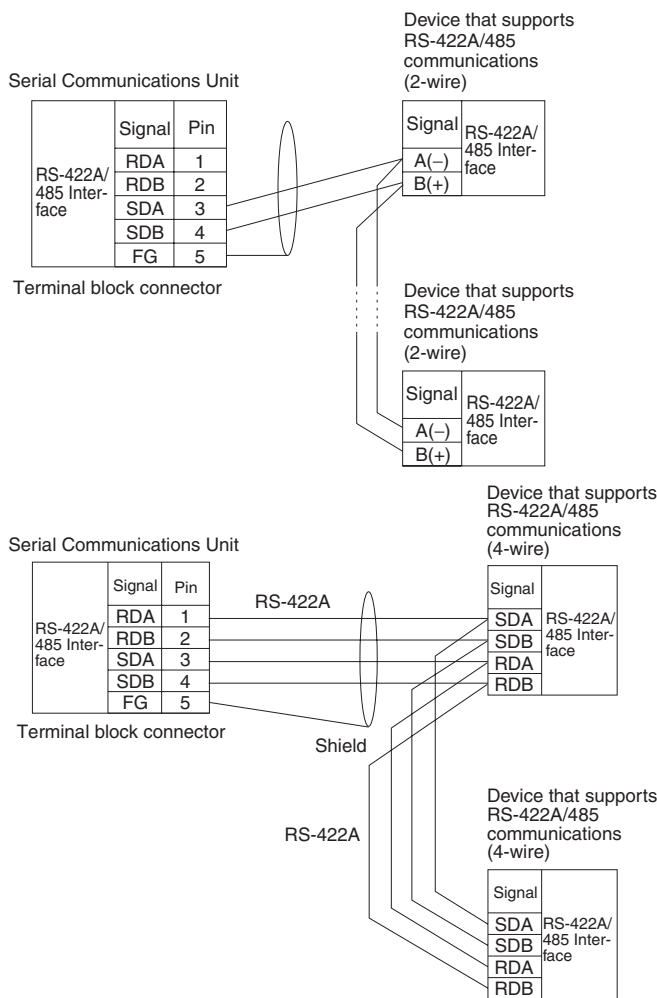 Device that supports
RS-422A/485
communications
(2-wire)
Serial Communications Unit
Signal Pin
RS-422A/
485 Inter-
face
RDA 1
RDB 2
SDA 3
SDB 4
FG 5
Terminal block connector
Signal
RS-422A/
485 Inter-
face
A(−)
B(+)
Device that supports
RS-422A/485
communications
(2-wire)
Signal
RS-422A/
485 Inter-
face
A(−)
B(+)
Device that supports
RS-422A/485
communications
(4-wire)
Serial Communications Unit
Signal Pin
RS-422A/
485 Inter-
face
RDA 1
RDB 2
SDA 3
SDB 4
FG 5
Terminal block connector
RS-422A
Shield
Signal
SDA
SDB
RDA
RDB
RS-422A/
485 Inter-
face
RS-422A
Device that supports
RS-422A/485
communications
(4-wire)
Signal
SDA
SDB
RDA
RDB
RS-422A/
485 Inter-
face